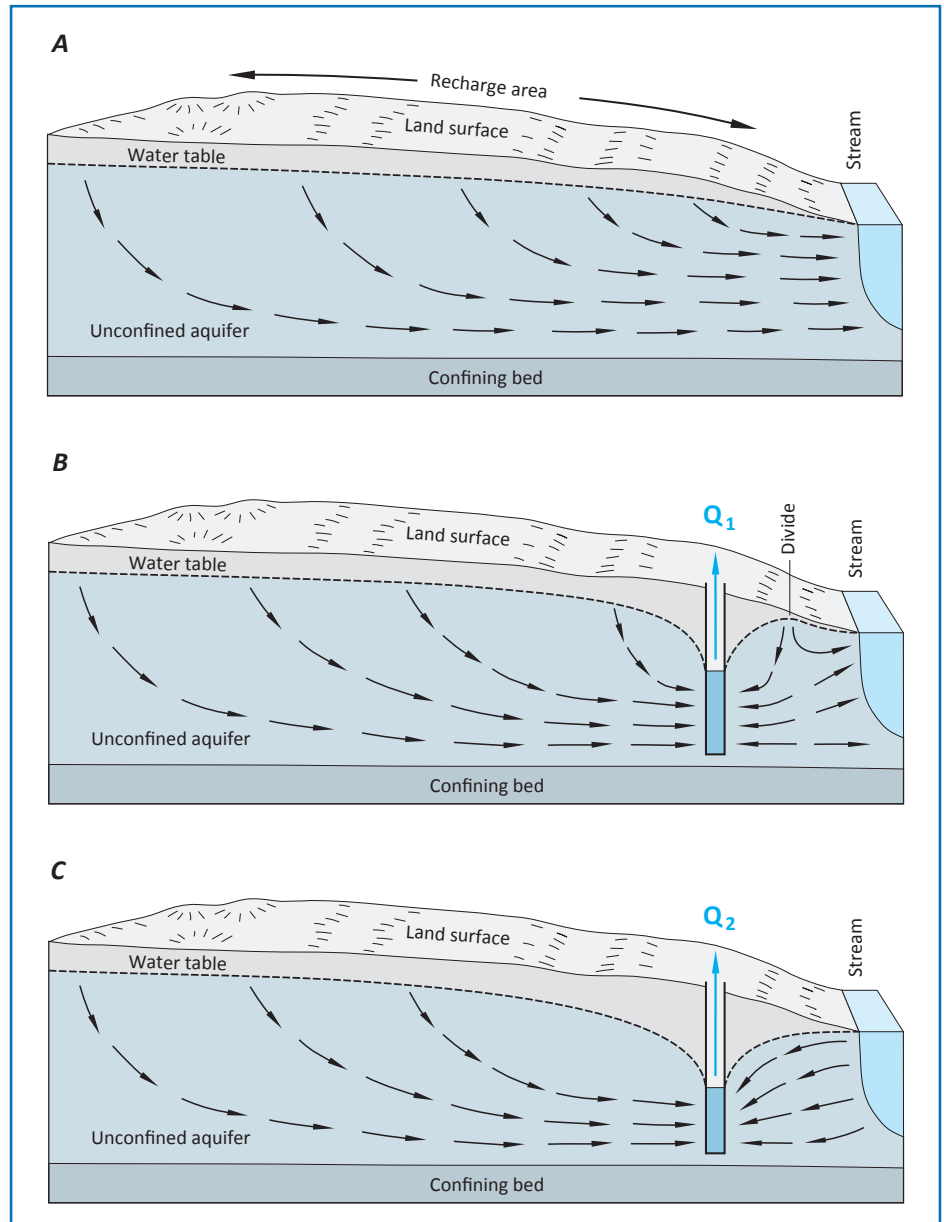 A
Recharge area
Land surface
Stream
Water table
Unconfined aquifer
Confining bed
B
Q1
Divide
Stream
Land surface
Water table
Unconfined aquifer
Confining bed
C
Q2
Stream
Land surface
Water table
Unconfined aquifer
Confining bed